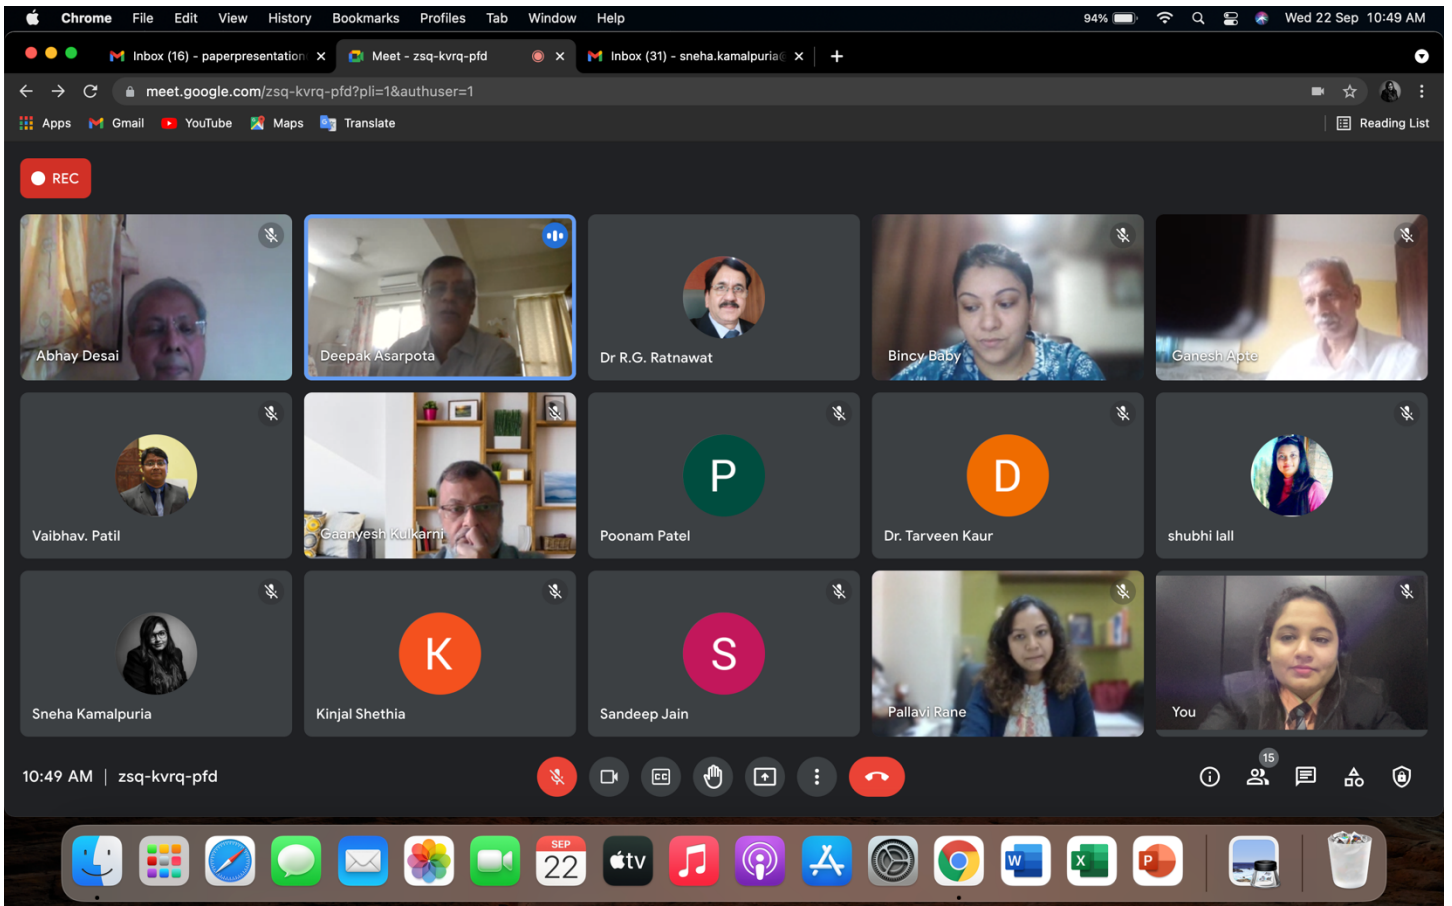 Chrome File Edit View History Bookmarks Profiles Tab Window Help 94% Wed 22 Sep 10:49 AM
Inbox (16) - paperpresentation Meet - zsq-kvrq-pfd Inbox (31) - sneha.kamalpuria@
meet.google.com/zsq-kvrq-pfd?pli=1&authuser=1
Apps Gmail YouTube Maps Translate Reading List
REC
Abhay Desai Deepak Asarpota Dr R.G. Ratnawat Bincy Baby Ganesh Apte
P D
Vaibhav. Patil Gaanyesh Kulkarni Poonam Patel Dr. Tarveen Kaur shubhi lall
K S
Sneha Kamalpuria Kinjal Shethia Sandeep Jain Pallavi Rane You
10:49 AM | zsq-kvrq-pfd CC 15
SEP
22 tv W X P